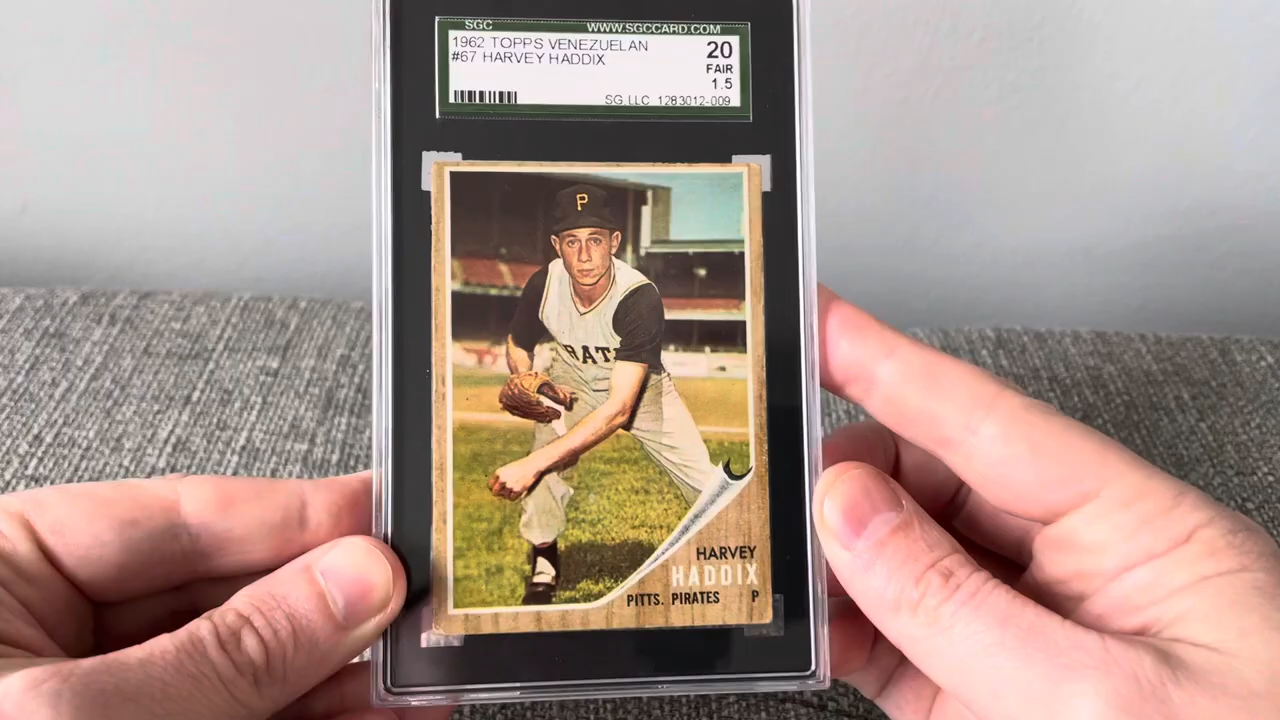 SGC WWW.SGCCARD.COM
1962 TOPPS VENEZUELAN 20
#67 HARVEY HADDIX FAIR
1.5
SG LLC 1283012-009
P
RAT
HARVEY
HADDIX
PITTS. PIRATES P